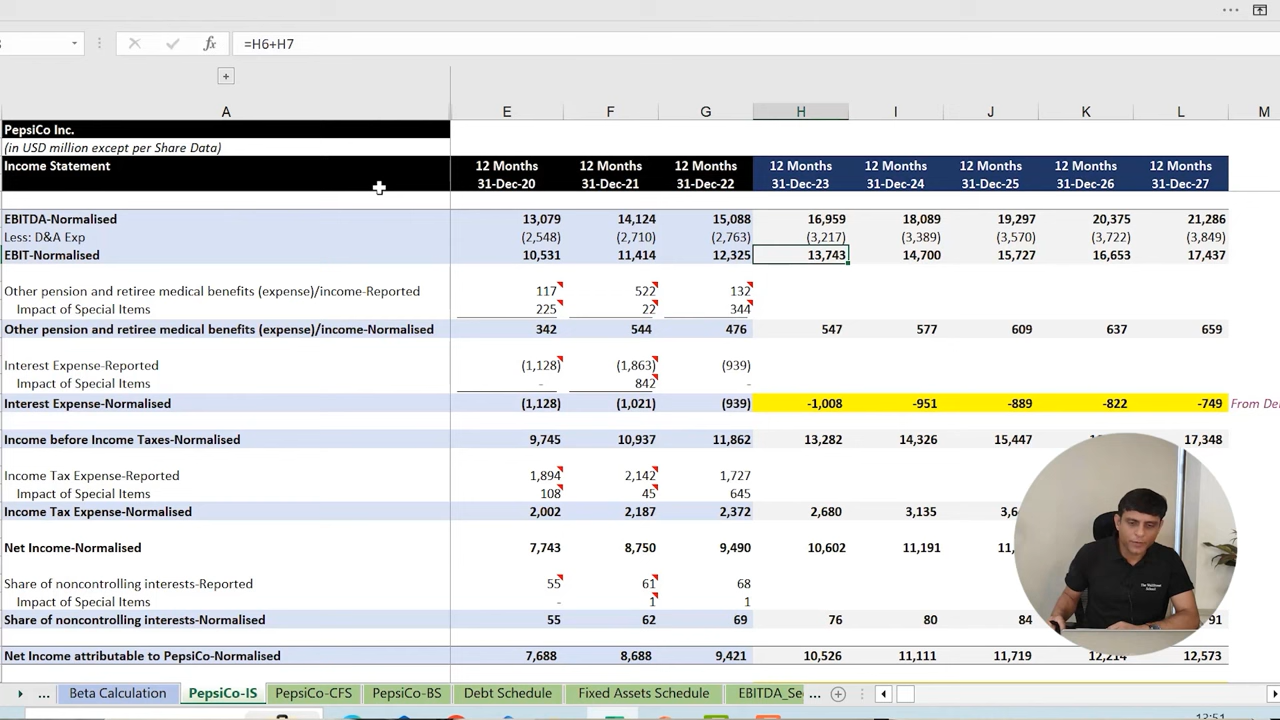 =H6+H7
A E F G H I J K L M
PepsiCo Inc.
(in USD million except per Share Data)
Income Statement 12 Months 12 Months 12 Months 12 Months 12 Months 12 Months 12 Months 12 Months
31-Dec-20 31-Dec-21 31-Dec-22 31-Dec-23 31-Dec-24 31-Dec-25 31-Dec-26 31-Dec-27
EBITDA-Normalised 13,079 14,124 15,088 16,959 18,089 19,297 20,375 21,286
Less: D&A Exp (2,548) (2,710) (2,763) (3,217) (3,389) (3,570) (3,722) (3,849)
EBIT-Normalised 10,531 11,414 12,325 13,743 14,700 15,727 16,653 17,437
Other pension and retiree medical benefits (expense)/income-Reported 117 522 132
Impact of Special Items 225 22 344
Other pension and retiree medical benefits (expense)/income-Normalised 342 544 476 547 577 609 637 659
Interest Expense-Reported (1,128) (1,863) (939)
Impact of Special Items - 842 -
Interest Expense-Normalised (1,128) (1,021) (939) -1,008 -951 -889 -822 -749 From De
Income before Income Taxes-Normalised 9,745 10,937 11,862 13,282 14,326 15,447 17,348
Income Tax Expense-Reported 1,894 2,142 1,727
Impact of Special Items 108 45 645
Income Tax Expense-Normalised 2,002 2,187 2,372 2,680 3,135 3,6
Net Income-Normalised 7,743 8,750 9,490 10,602 11,191 11,
Share of noncontrolling interests-Reported 55 61 68
Impact of Special Items - 1 1
Share of noncontrolling interests-Normalised 55 62 69 76 80 84 91
Net Income attributable to PepsiCo-Normalised 7,688 8,688 9,421 10,526 11,111 11,719 12,214 12,573
... Beta Calculation PepsiCo-IS PepsiCo-CFS PepsiCo-BS Debt Schedule Fixed Assets Schedule EBITDA_Se ...
13:51